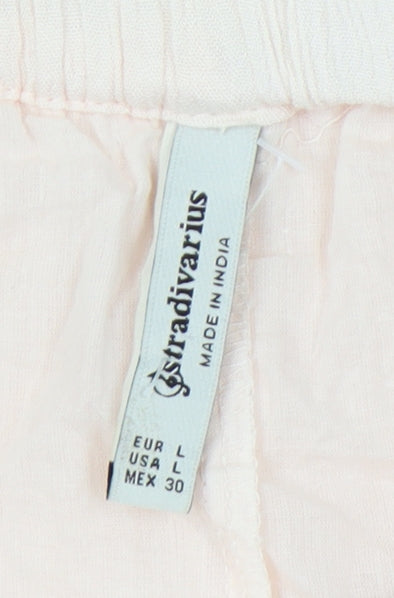 stradivarius
MADE IN INDIA
EUR L
USA L
MEX 30